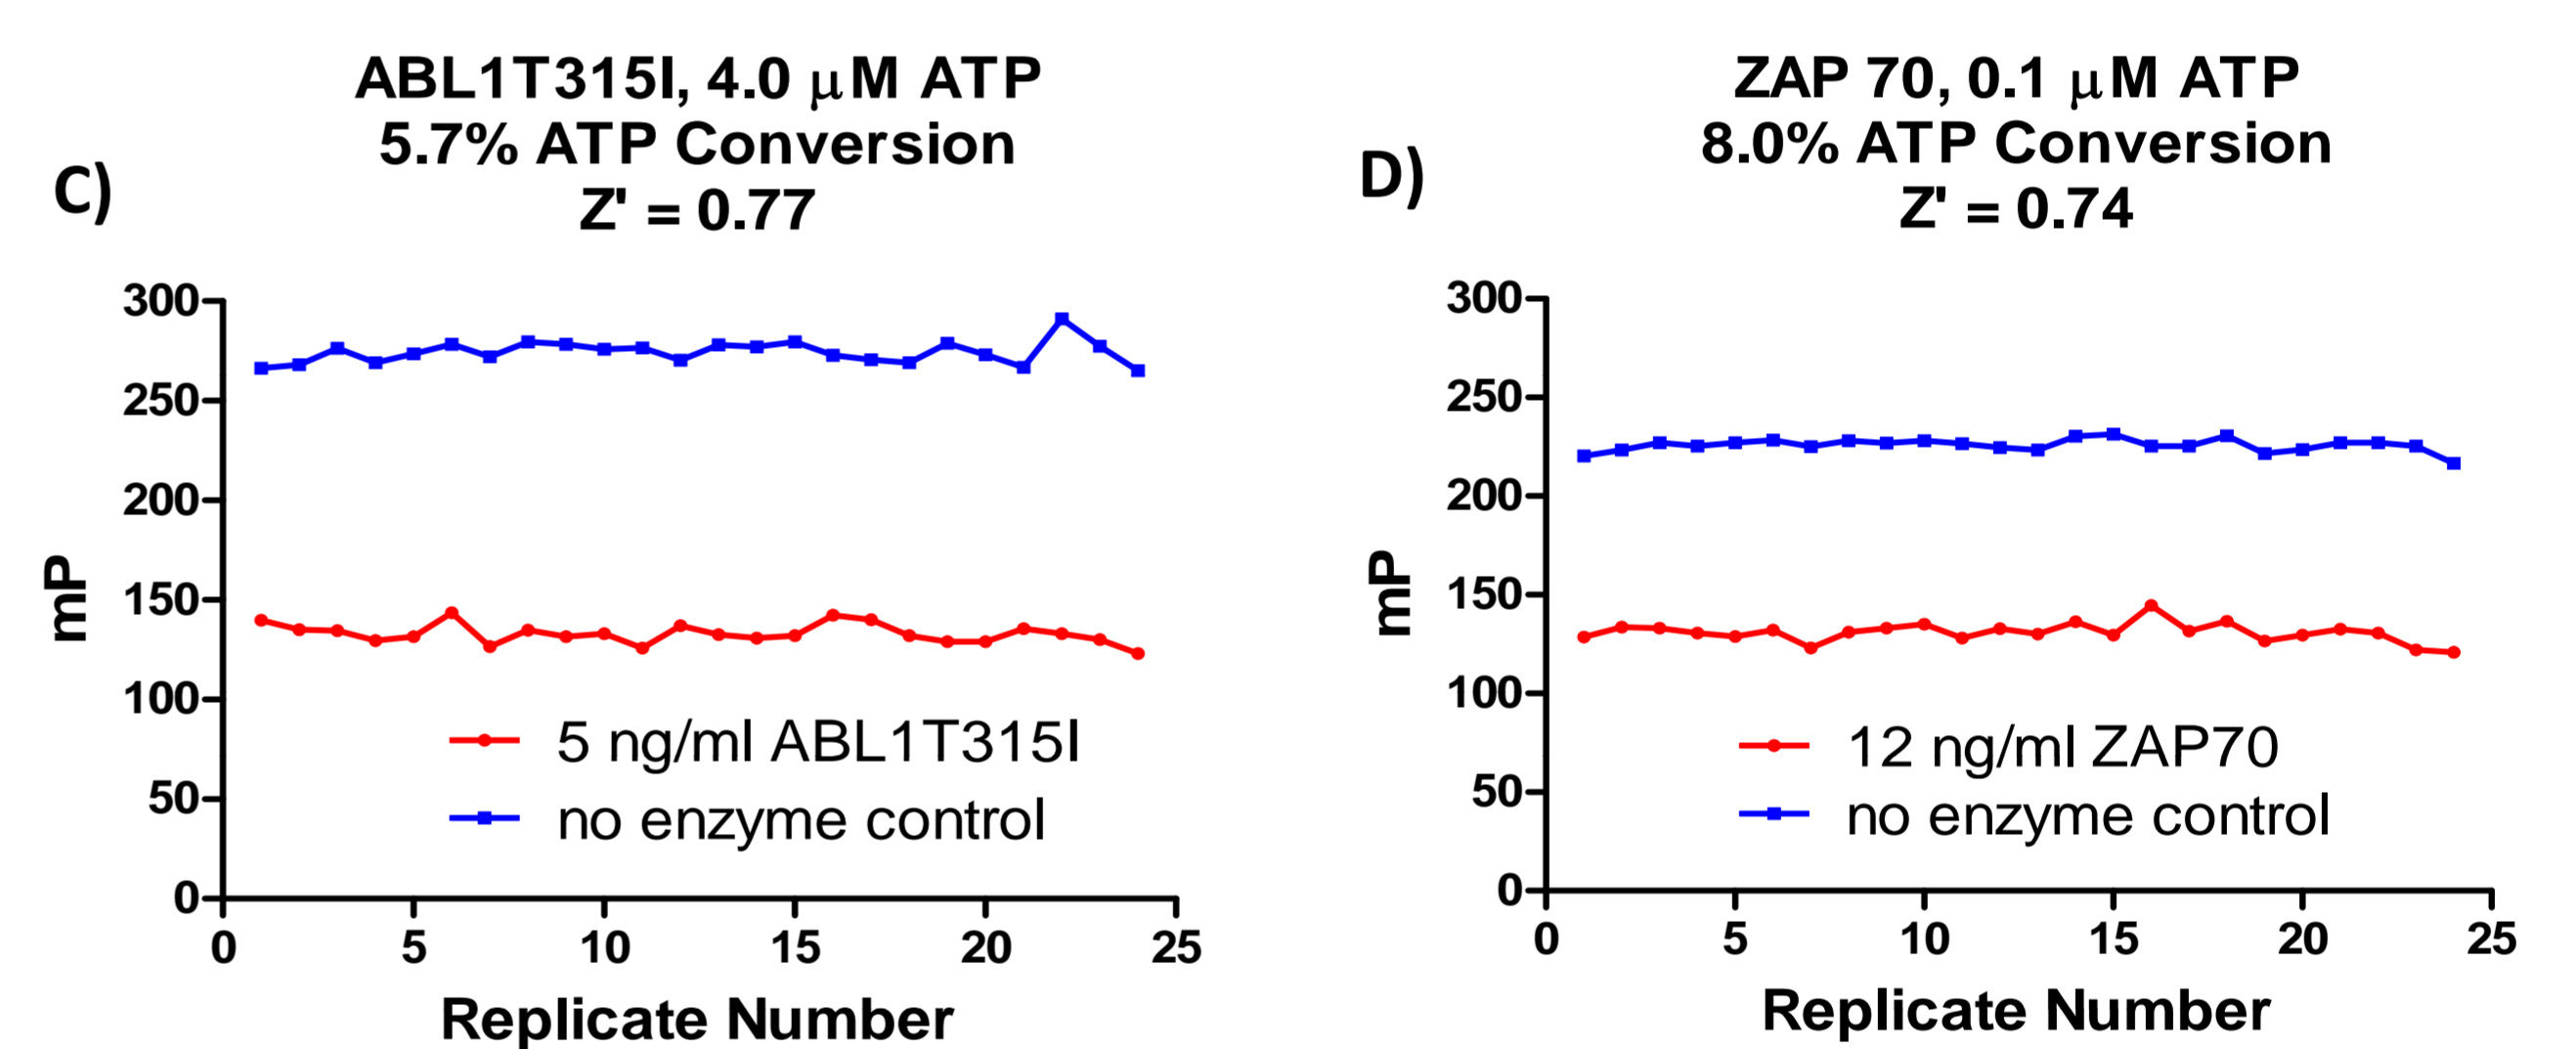 C)
ABL1T315I, 4.0 μM ATP
5.7% ATP Conversion
Z' = 0.77
mP
300
250
200
150
100
50
0
5 ng/ml ABL1T315I
no enzyme control
0 5 10 15 20 25
Replicate Number
D)
ZAP 70, 0.1 μM ATP
8.0% ATP Conversion
Z' = 0.74
mP
300
250
200
150
100
50
0
12 ng/ml ZAP70
no enzyme control
0 5 10 15 20 25
Replicate Number